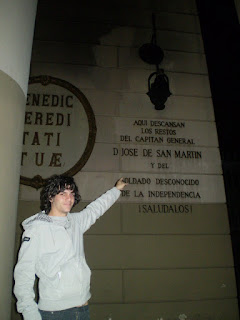 ENEDIC
EREDI
TATI
TUÆ
AQUI DESCANSAN
LOS RESTOS
DEL CAPITAN GENERAL
D JOSE DE SAN MARTIN
Y DEL
SOLDADO DESCONOCIDO
DE LA INDEPENDENCIA
¡SALUDALOS!